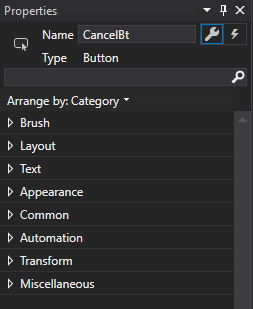 Properties
Name CancelBt
Type Button
Arrange by: Category
Brush
Layout
Text
Appearance
Common
Automation
Transform
Miscellaneous